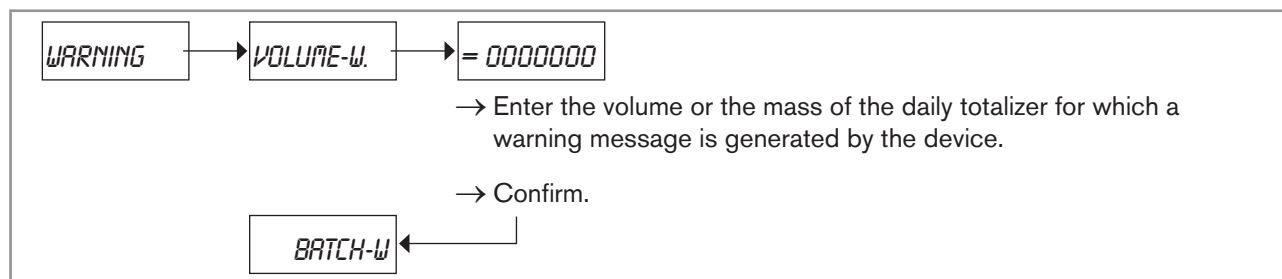 WARNING VOLUME-W. = 0000000
→ Enter the volume or the mass of the daily totalizer for which a
warning message is generated by the device.
→ Confirm.
BATCH-W